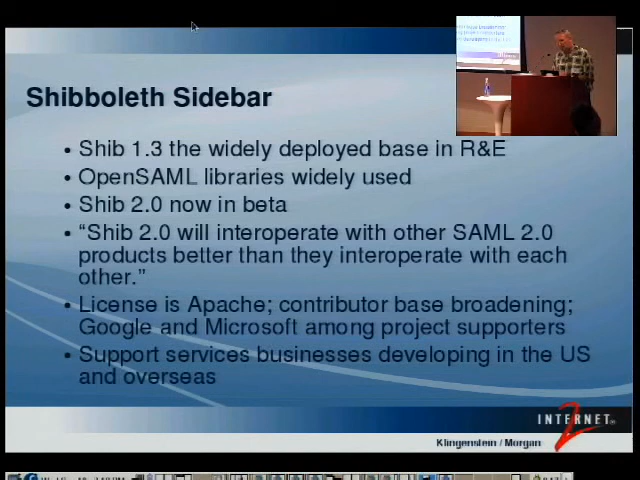 Shibboleth Sidebar
• Shib 1.3 the widely deployed base in R&E
• OpenSAML libraries widely used
• Shib 2.0 now in beta
• “Shib 2.0 will interoperate with other SAML 2.0
products better than they interoperate with each
other.”
• License is Apache; contributor base broadening;
Google and Microsoft among project supporters
• Support services businesses developing in the US
and overseas
INTERNET
2
Klingenstein / Morgan